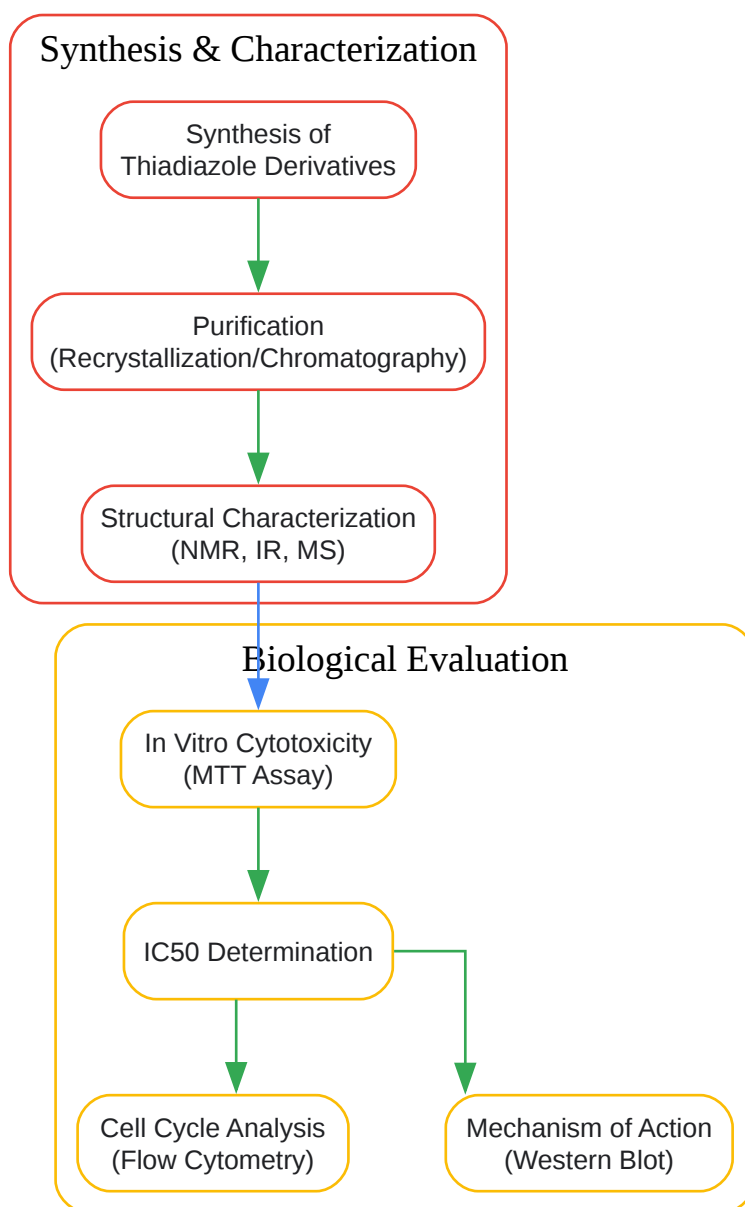 Synthesis & Characterization
Synthesis of
Thiadiazole Derivatives
Purification
(Recrystallization/Chromatography)
Structural Characterization
(NMR, IR, MS)
Biological Evaluation
In Vitro Cytotoxicity
(MTT Assay)
IC50 Determination
Cell Cycle Analysis
(Flow Cytometry)
Mechanism of Action
(Western Blot)